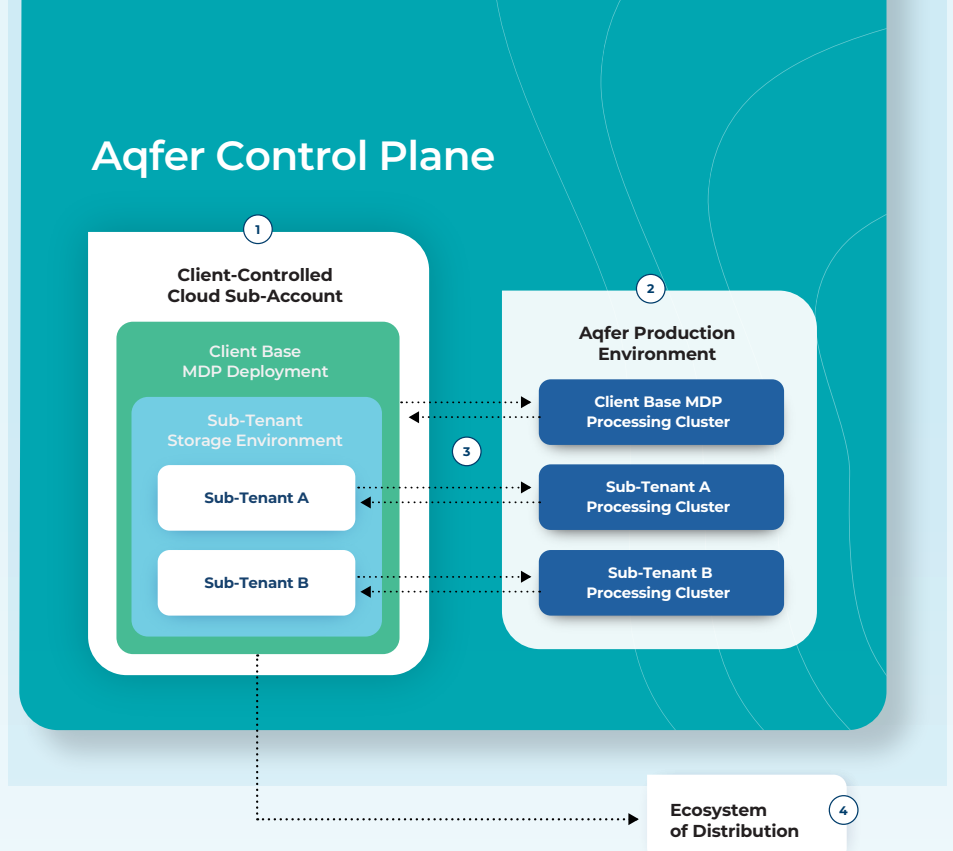 Aqfer Control Plane
1
Client-Controlled
Cloud Sub-Account
Client Base
MDP Deployment
Sub-Tenant
Storage Environment
Sub-Tenant A
Sub-Tenant B
2
Aqfer Production
Environment
Client Base MDP
Processing Cluster
Sub-Tenant A
Processing Cluster
Sub-Tenant B
Processing Cluster
3
4
Ecosystem
of Distribution